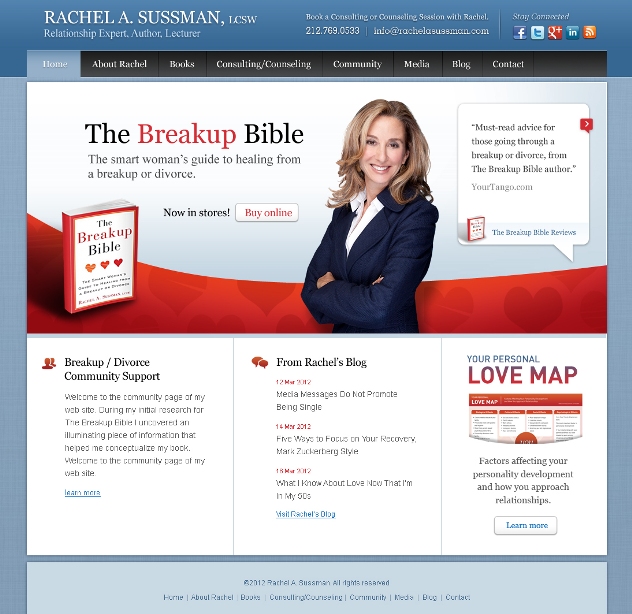 RACHEL A. SUSSMAN, LCSW
Relationship Expert, Author, Lecturer
Book a Consulting or Counseling Session with Rachel.
212.769.0533 | info@rachelasussman.com
Stay Connected
Home
About Rachel
Books
Consulting/Counseling
Community
Media
Blog
Contact
The Breakup Bible
The smart woman's guide to healing from
a breakup or divorce.
Now in stores! Buy online
The
Breakup
Bible
THE SMART WOMAN'S
GUIDE TO HEALING FROM
A BREAKUP OR DIVORCE
RACHEL A. SUSSMAN, LCSW
“Must-read advice for
those going through a
breakup or divorce, from
The Breakup Bible author.”
YourTango.com
The Breakup Bible Reviews
Breakup / Divorce
Community Support
Welcome to the community page of my
web site. During my initial research for
The Breakup Bible I uncovered an
illuminating piece of information that
helped me conceptualize my book.
Welcome to the community page of my
web site.
learn more
From Rachel's Blog
12 Mar 2012
Media Messages Do Not Promote
Being Single
14 Mar 2012
Five Ways to Focus on Your Recovery,
Mark Zuckerberg Style
16 Mar 2012
What I Know About Love Now That I'm
In My 90s
Visit Rachel's Blog
YOUR PERSONAL
LOVE MAP
YOU
Factors affecting your
personality development
and how you approach
relationships.
Learn more
©2012 Rachel A. Sussman. All rights reserved
Home | About Rachel | Books | Consulting/Counseling | Community | Media | Blog | Contact